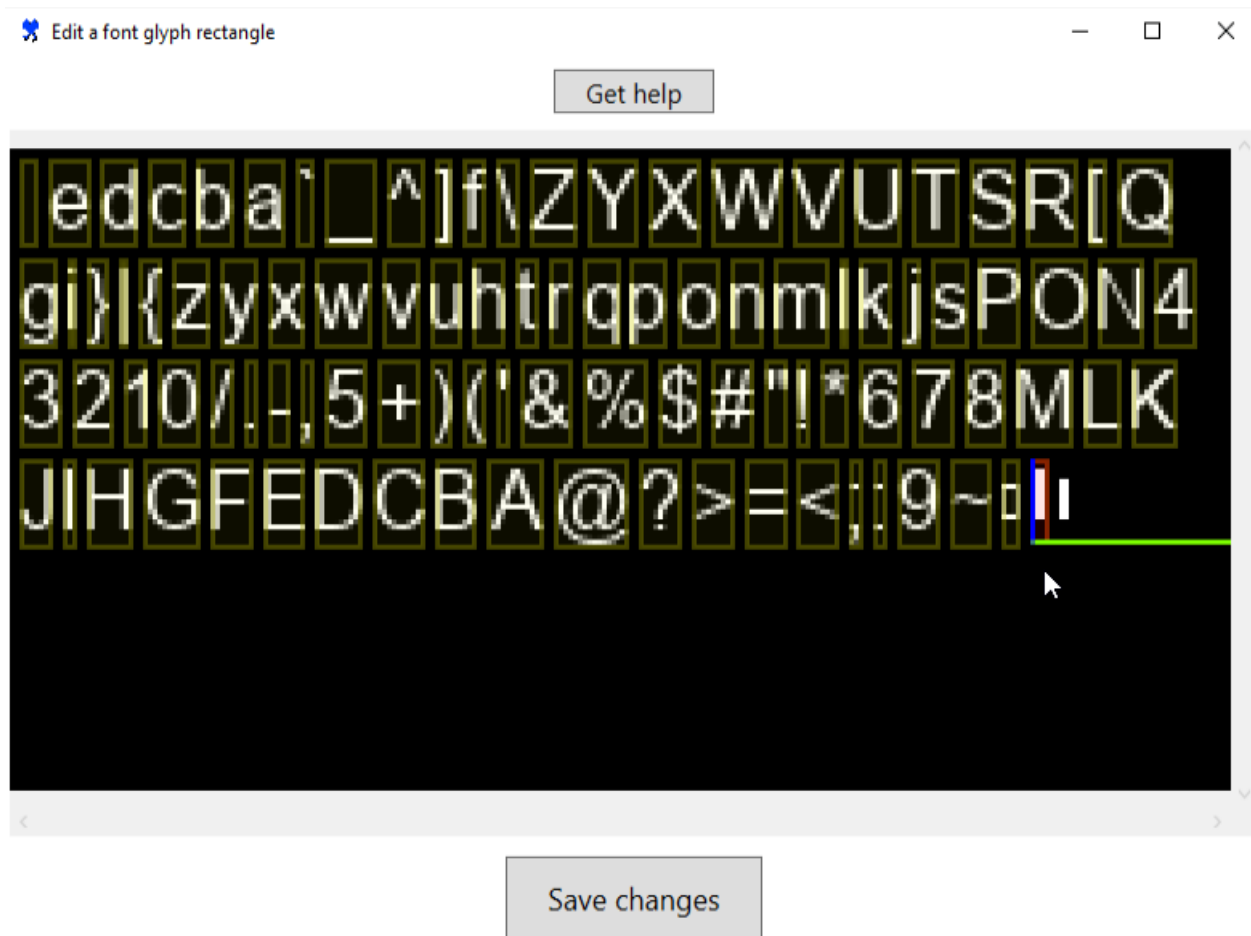 Edit a font glyph rectangle
Get help
edcba`_^]f\ZYXWVUTSR[Q
gi}|{zyxwvuhtrqponmlkjsPON4
3210/.-,5+)('&%$#"!*678MLK
JIHGFEDCBA@?>=<;:9~▯
Save changes